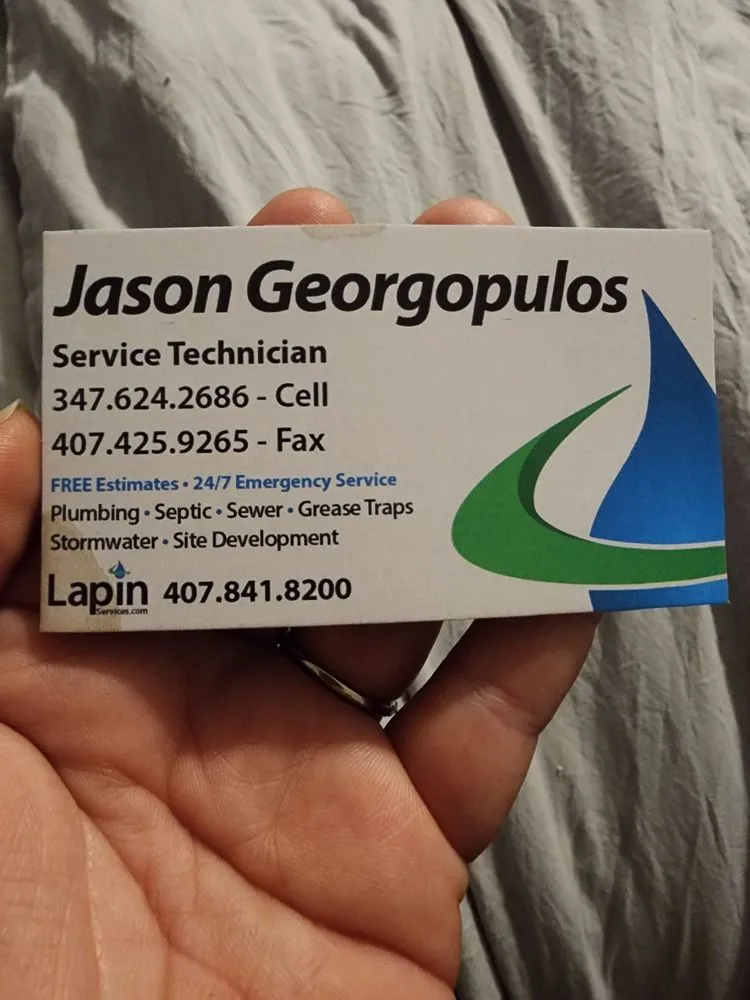 Jason Georgopulos
Service Technician
347.624.2686 - Cell
407.425.9265 - Fax
FREE Estimates • 24/7 Emergency Service
Plumbing • Septic • Sewer • Grease Traps
Stormwater • Site Development
Lapin 407.841.8200
Services.com